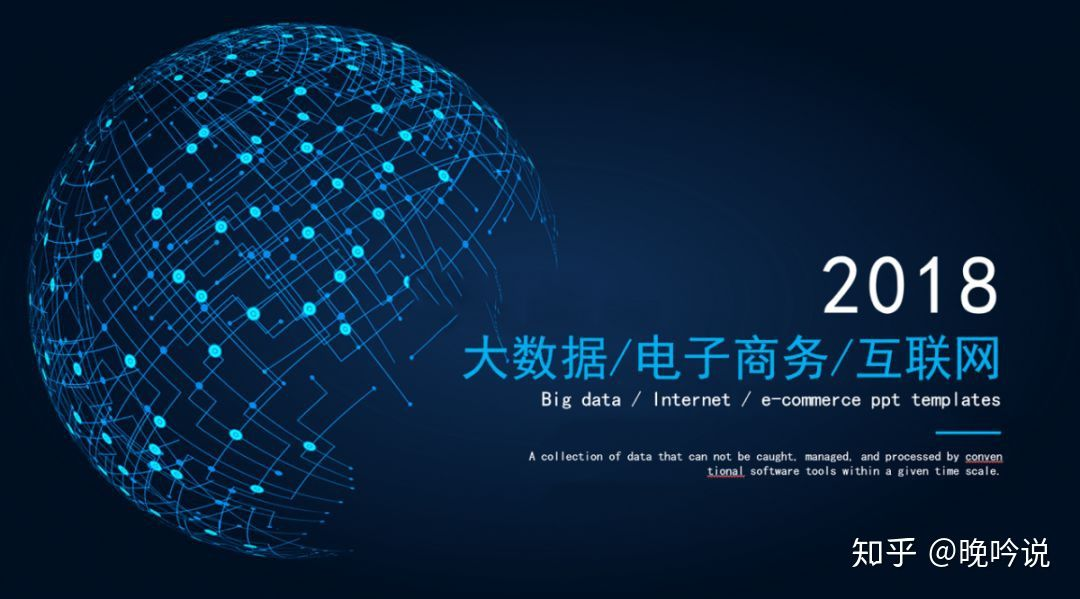 2018
大数据/电子商务/互联网
Big data / Internet / e-commerce ppt templates
A collection of data that can not be caught, managed, and processed by conven
tional software tools within a given time scale.
知乎 @晚吟说